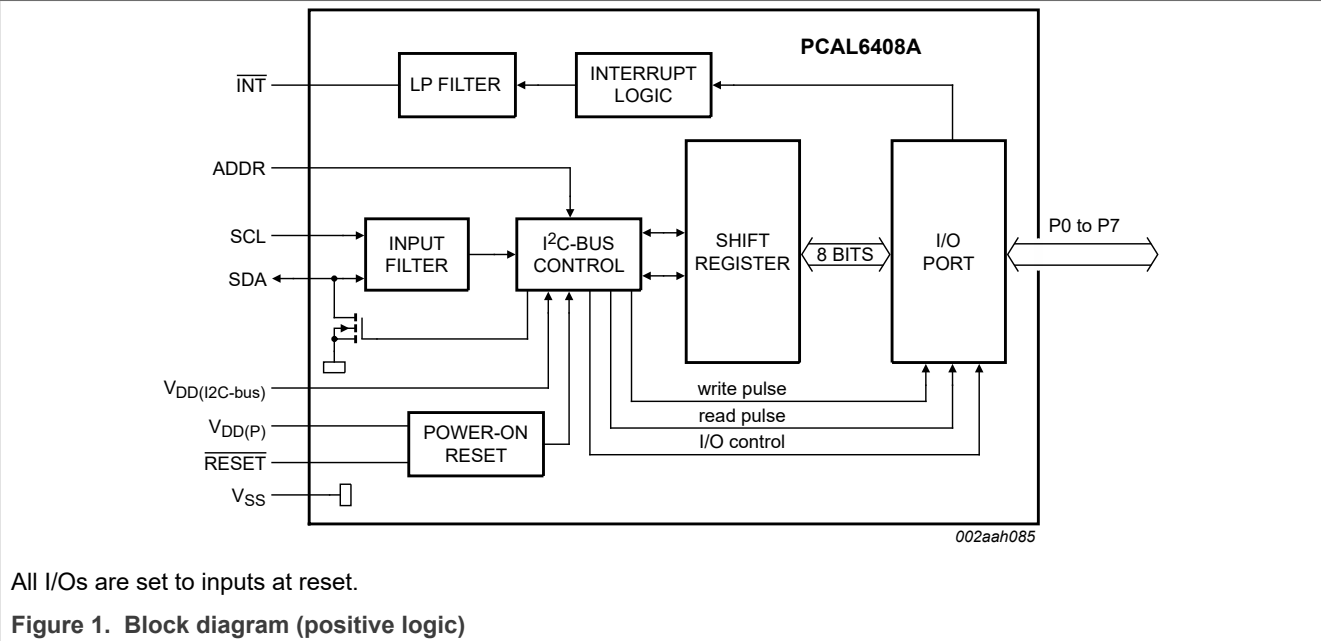 PCAL6408A
INT
LP FILTER
INTERRUPT
LOGIC
ADDR
SCL
SDA
INPUT
FILTER
I²C-BUS
CONTROL
SHIFT
REGISTER
8 BITS
I/O
PORT
P0 to P7
VDD(I2C-bus)
write pulse
read pulse
I/O control
VDD(P)
RESET
POWER-ON
RESET
VSS
002aah085
All I/Os are set to inputs at reset.
Figure 1. Block diagram (positive logic)